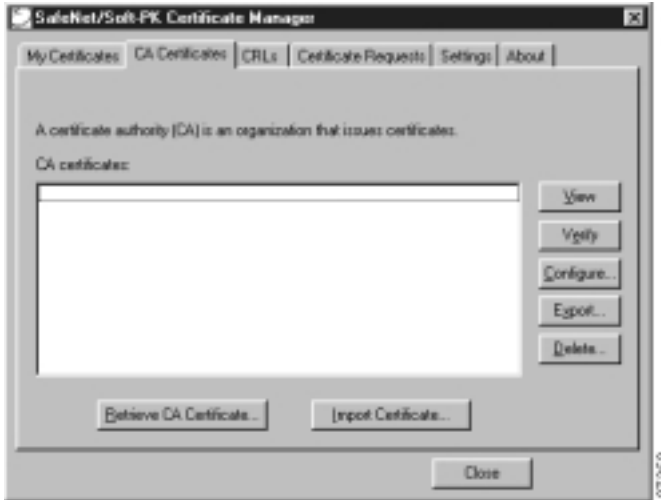 SafeNet/Soft-PK Certificate Manager
My Certificates CA Certificates CRLs Certificate Requests Settings About
A certificate authority (CA) is an organization that issues certificates.
CA certificates:
View
Verify
Configure...
Export...
Delete...
Retrieve CA Certificate... Import Certificate...
Close